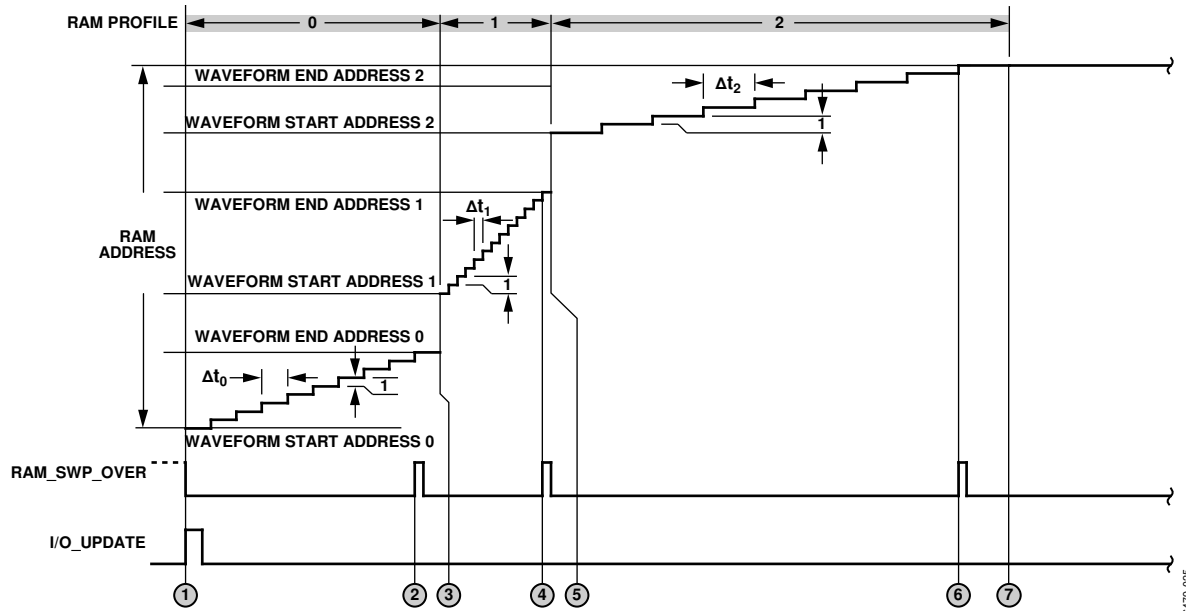 RAM PROFILE 0 1 2
WAVEFORM END ADDRESS 2
Δt2
WAVEFORM START ADDRESS 2
1
WAVEFORM END ADDRESS 1
Δt1
RAM
ADDRESS
WAVEFORM START ADDRESS 1
1
WAVEFORM END ADDRESS 0
Δt0
1
WAVEFORM START ADDRESS 0
RAM_SWP_OVER
I/O_UPDATE
1 2 3 4 5 6 7